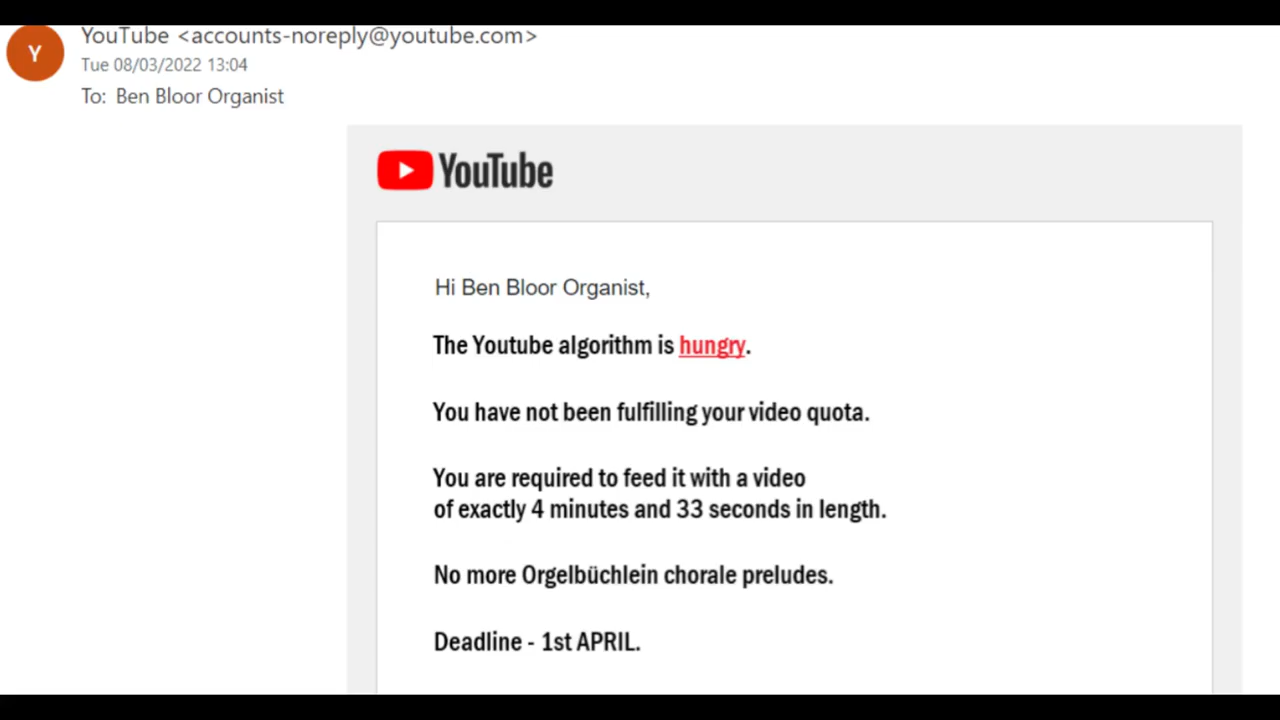 YouTube <accounts-noreply@youtube.com>
Y
Tue 08/03/2022 13:04
To: Ben Bloor Organist
YouTube
Hi Ben Bloor Organist,
The Youtube algorithm is hungry.
You have not been fulfilling your video quota.
You are required to feed it with a video
of exactly 4 minutes and 33 seconds in length.
No more Orgelbüchlein chorale preludes.
Deadline - 1st APRIL.